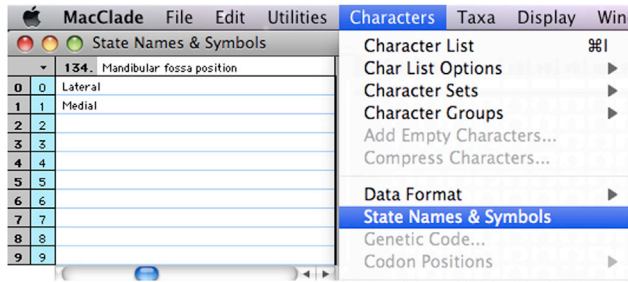 MacClade File Edit Utilities Characters Taxa Display Win
State Names & Symbols
134. Mandibular fossa position
0 0 Lateral
1 1 Medial
2 2
3 3
4 4
5 5
6 6
7 7
8 8
9 9
Character List ⌘I
Char List Options
Character Sets
Character Groups
Add Empty Characters...
Compress Characters...
Data Format
State Names & Symbols
Genetic Code...
Codon Positions